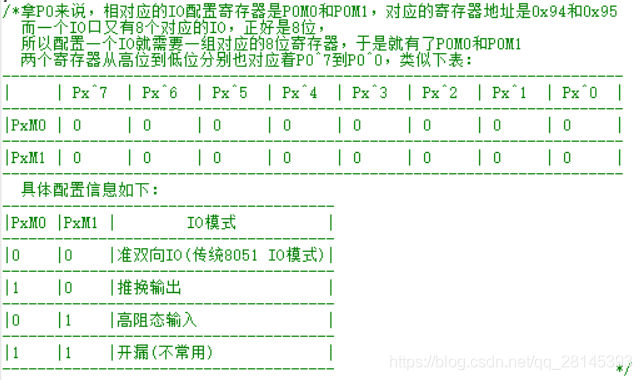 /*拿P0来说，相对应的IO配置寄存器是P0M0和P0M1，对应的寄存器地址是0x94和0x95
而一个IO口又有8个对应的IO，正好是8位，
所以配置一个IO就需要一组对应的8位寄存器，于是就有了P0M0和P0M1
两个寄存器从高位到低位分别也对应着P0^7到P0^0，类似下表：
| | Px^7 | Px^6 | Px^5 | Px^4 | Px^3 | Px^2 | Px^1 | Px^0 |
|PxM0 | 0 | 0 | 0 | 0 | 0 | 0 | 0 | 0 |
|PxM1 | 0 | 0 | 0 | 0 | 0 | 0 | 0 | 0 |
具体配置信息如下：
|PxM0 |PxM1 | IO模式 |
|0 |0 |准双向IO(传统8051 IO模式)|
|1 |0 |推挽输出 |
|0 |1 |高阻态输入 |
|1 |1 |开漏(不常用) |
*/
https://blog.csdn.net/qq_28145393